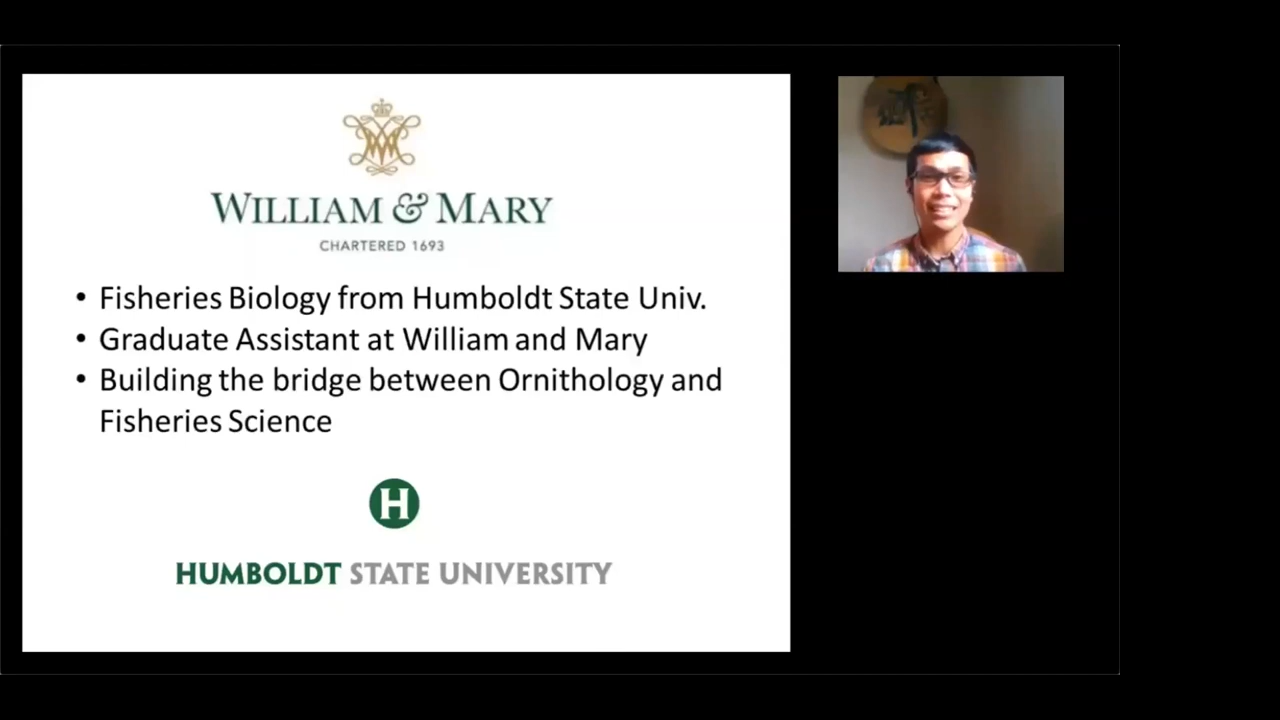 WILLIAM & MARY
CHARTERED 1693
• Fisheries Biology from Humboldt State Univ.
• Graduate Assistant at William and Mary
• Building the bridge between Ornithology and
Fisheries Science
H
HUMBOLDT STATE UNIVERSITY